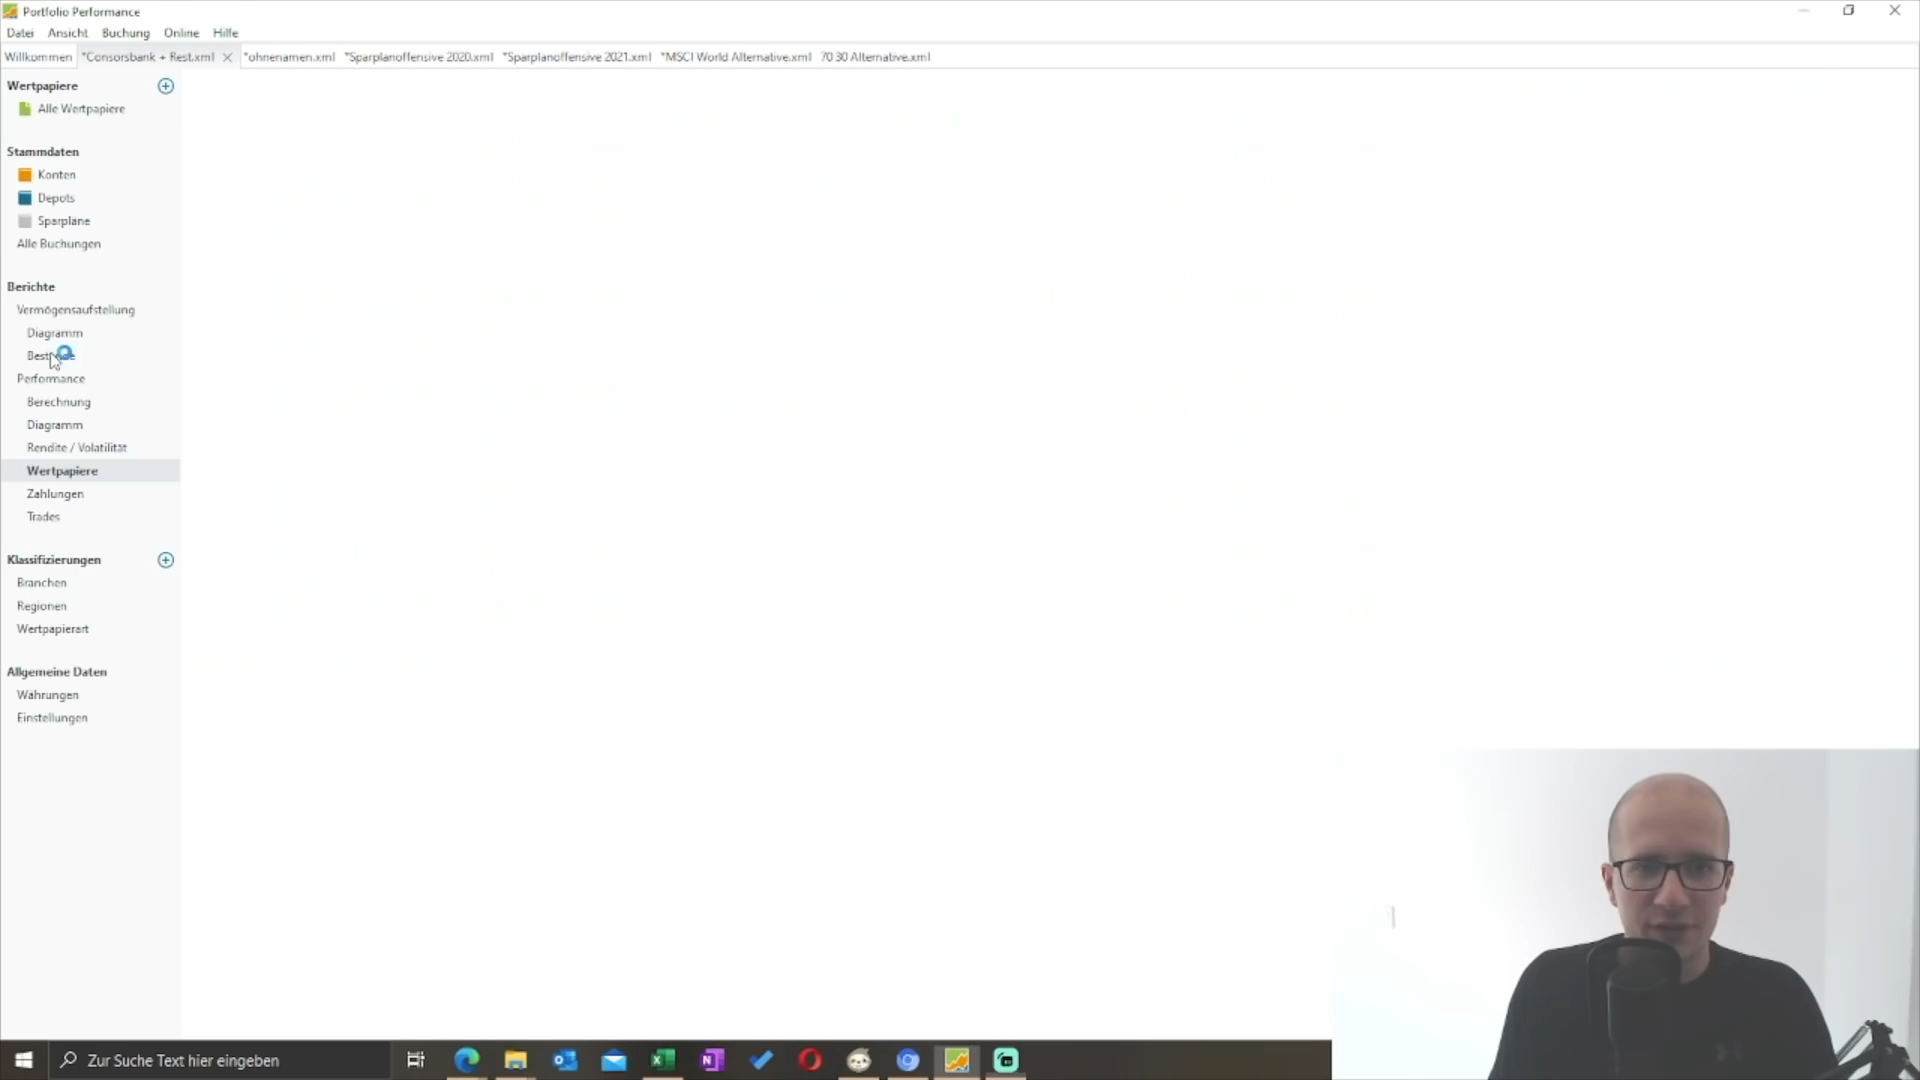 Portfolio Performance
Datei Ansicht Buchung Online Hilfe
Willkommen *Consorsbank + Rest.xml *ohnenamen.xml *Sparplanoffensive 2020.xml *Sparplanoffensive 2021.xml *MSCI World Alternative.xml 70 30 Alternative.xml
Wertpapiere
Alle Wertpapiere
Stammdaten
Konten
Depots
Sparpläne
Alle Buchungen
Berichte
Vermögensaufstellung
Diagramm
Performance
Berechnung
Diagramm
Rendite / Volatilität
Wertpapiere
Zahlungen
Trades
Klassifizierungen
Branchen
Regionen
Wertpapierart
Allgemeine Daten
Währungen
Einstellungen
Zur Suche Text hier eingeben